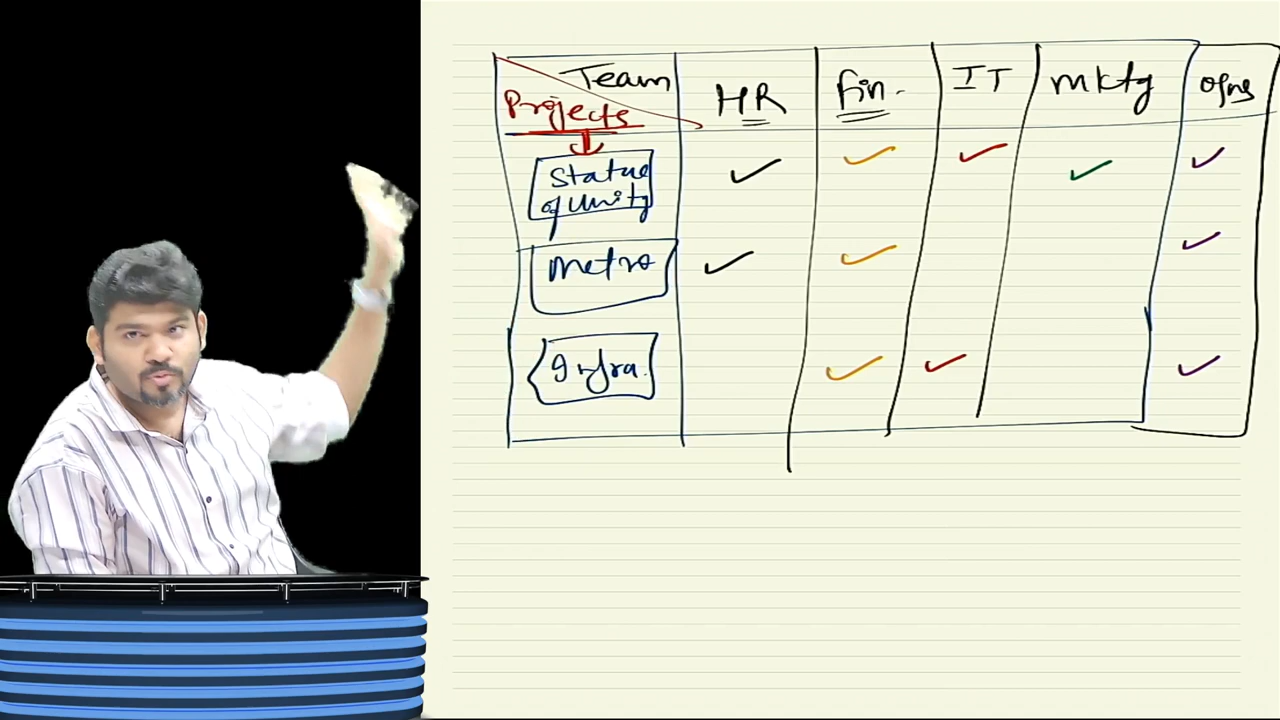 Team
Projects
HR Fin. IT Mktg Opns
Statue
of Unity
Metro
Infra.